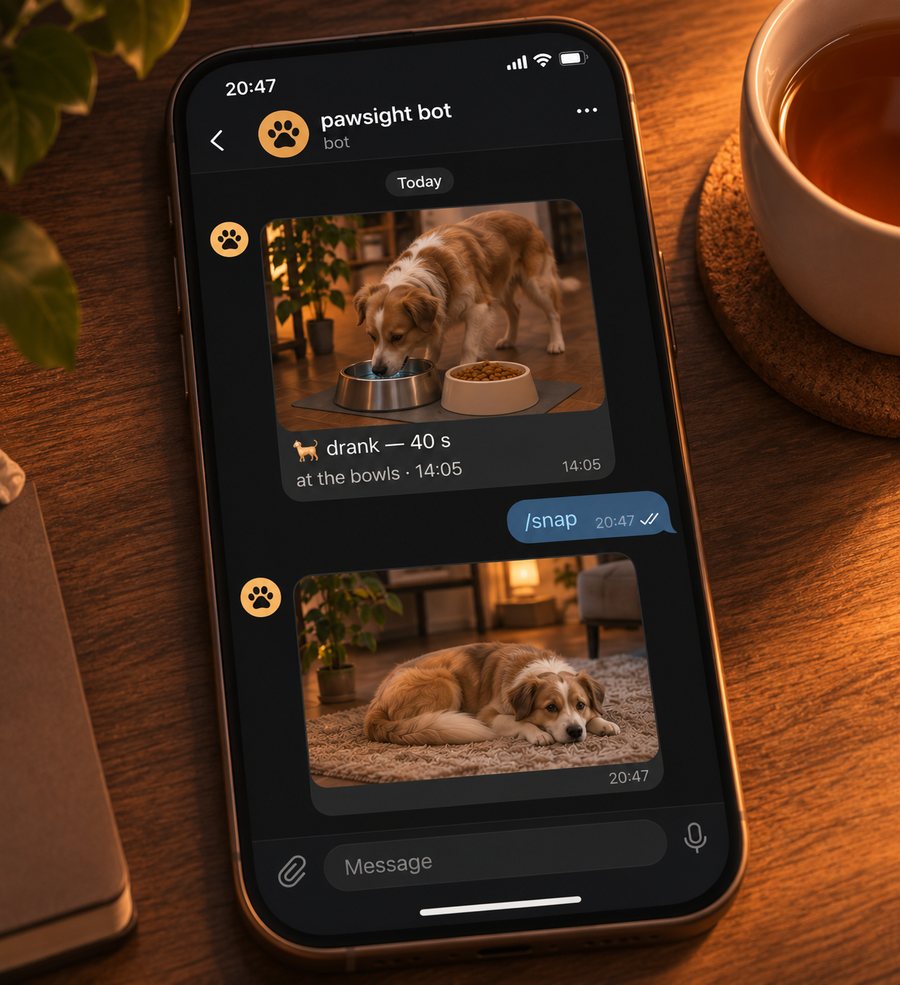 20:47
pawsight bot
bot
Today
drank — 40 s
at the bowls · 14:05
14:05
/snap
20:47
20:47
Message